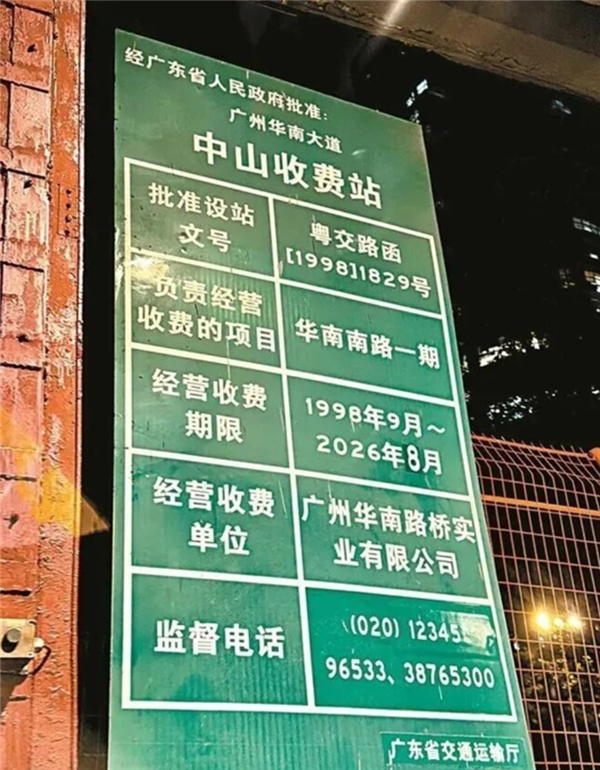 经广东省人民政府批准：
广州华南大道
中山收费站
批准设站
文号
粤交路函
[1998]1829号
负责经营
收费的项目
华南南路一期
经营收费
期限
1998年9月～
2026年8月
经营收费
单位
广州华南路桥实
业有限公司
监督电话
(020) 12345
96533、38765300
广东省交通运输厅